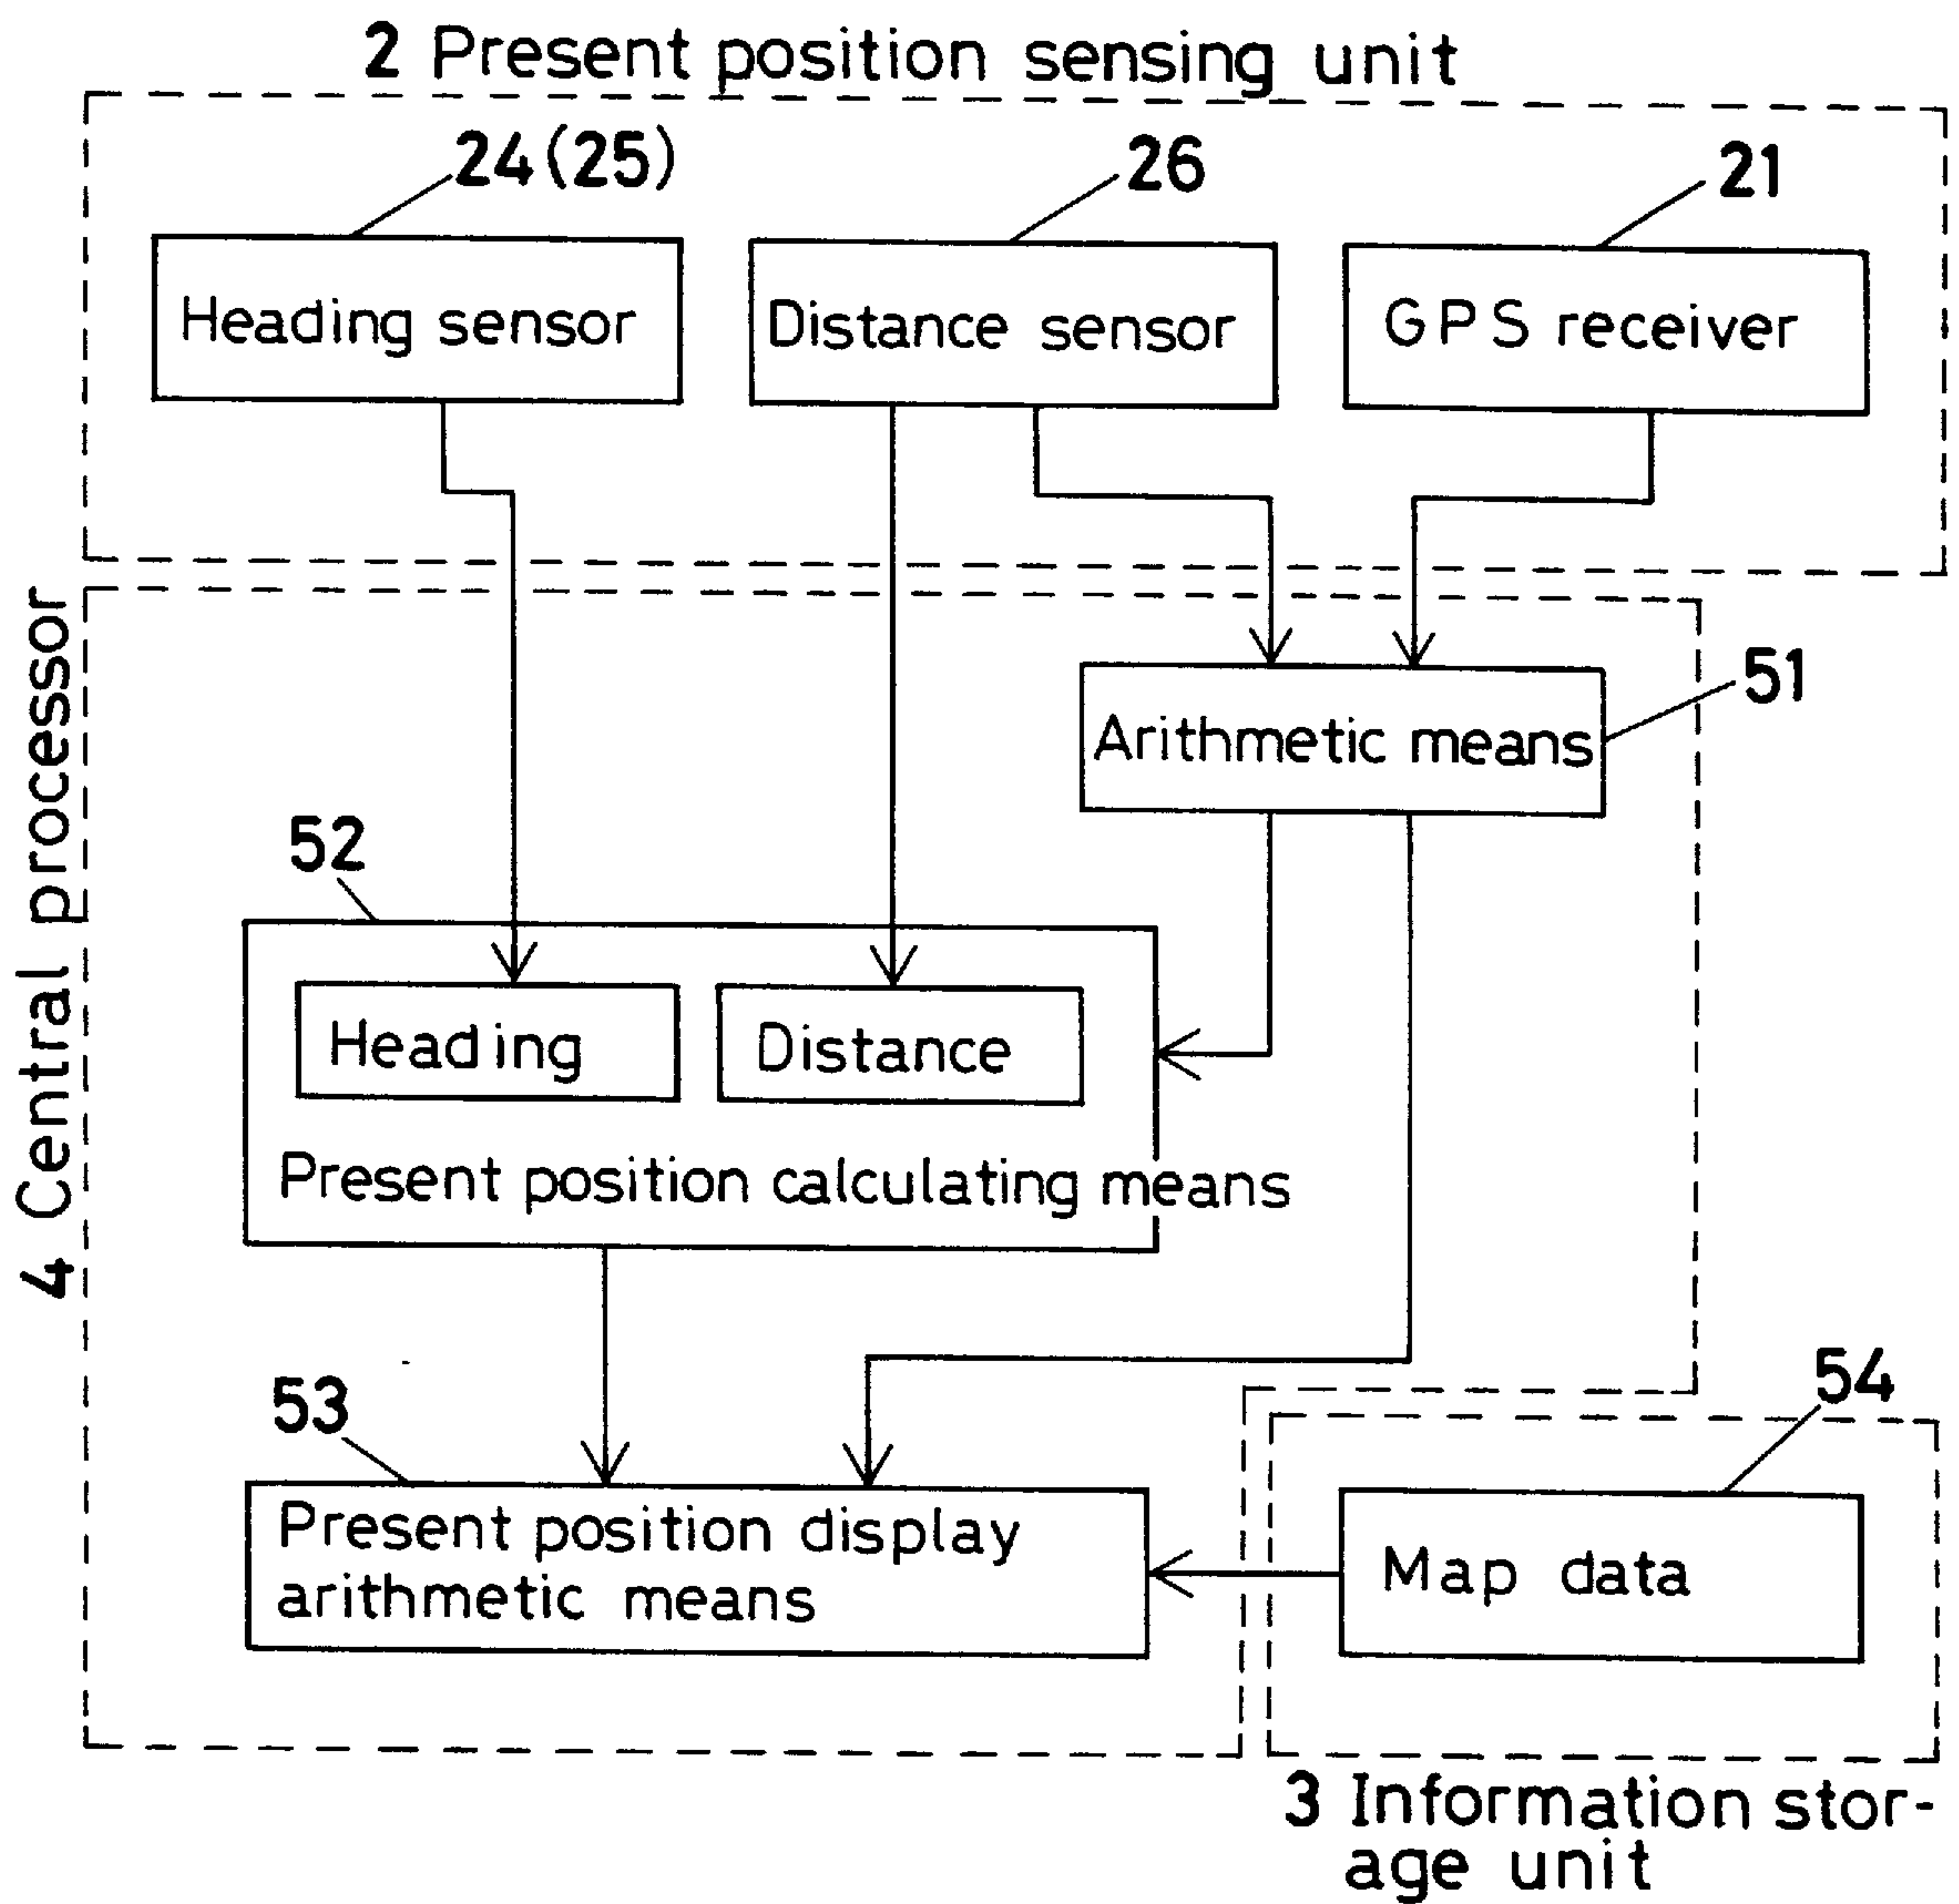 2 Present position sensing unit
24 (25)
26
21
Heading sensor
Distance sensor
GPS receiver
4 Central processor
51
Arithmetic means
52
Heading
Distance
Present position calculating means
53
54
Present position display
arithmetic means
Map data
3 Information stor-
age unit